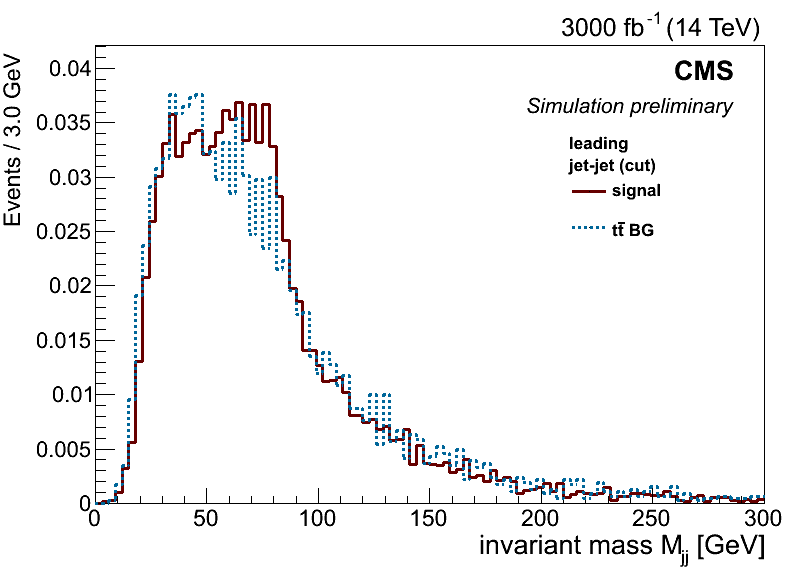 3000 fb-1 (14 TeV)
CMS
Simulation preliminary
leading
jet-jet (cut)
signal
tt̄ BG
Events / 3.0 GeV
0.04
0.035
0.03
0.025
0.02
0.015
0.01
0.005
0
0 50 100 150 200 250 300
invariant mass Mjj [GeV]